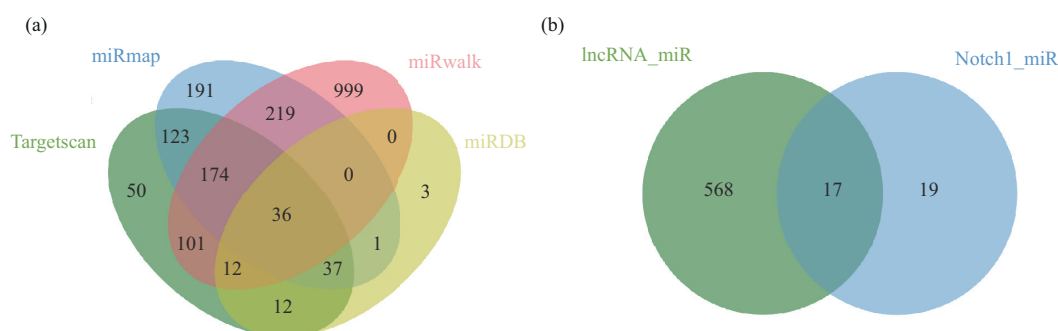 (a)
(b)
miRmap
miRwalk
lncRNA_miR
Notch1_miR
191
999
219
Targetscan
123
0
miRDB
174
0
50
3
568
17
19
36
101
1
12
37
12